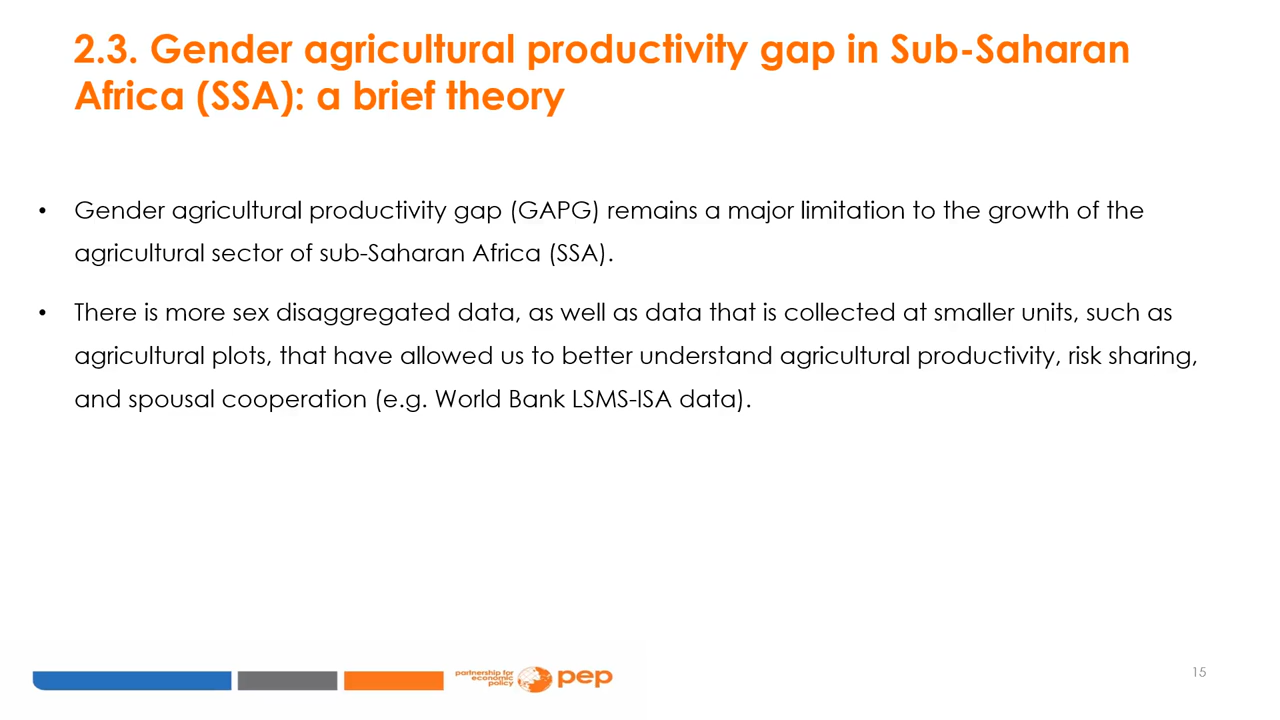 2.3. Gender agricultural productivity gap in Sub-Saharan
Africa (SSA): a brief theory
• Gender agricultural productivity gap (GAPG) remains a major limitation to the growth of the
agricultural sector of sub-Saharan Africa (SSA).
• There is more sex disaggregated data, as well as data that is collected at smaller units, such as
agricultural plots, that have allowed us to better understand agricultural productivity, risk sharing,
and spousal cooperation (e.g. World Bank LSMS-ISA data).
partnership for
economic
policy
pep
15